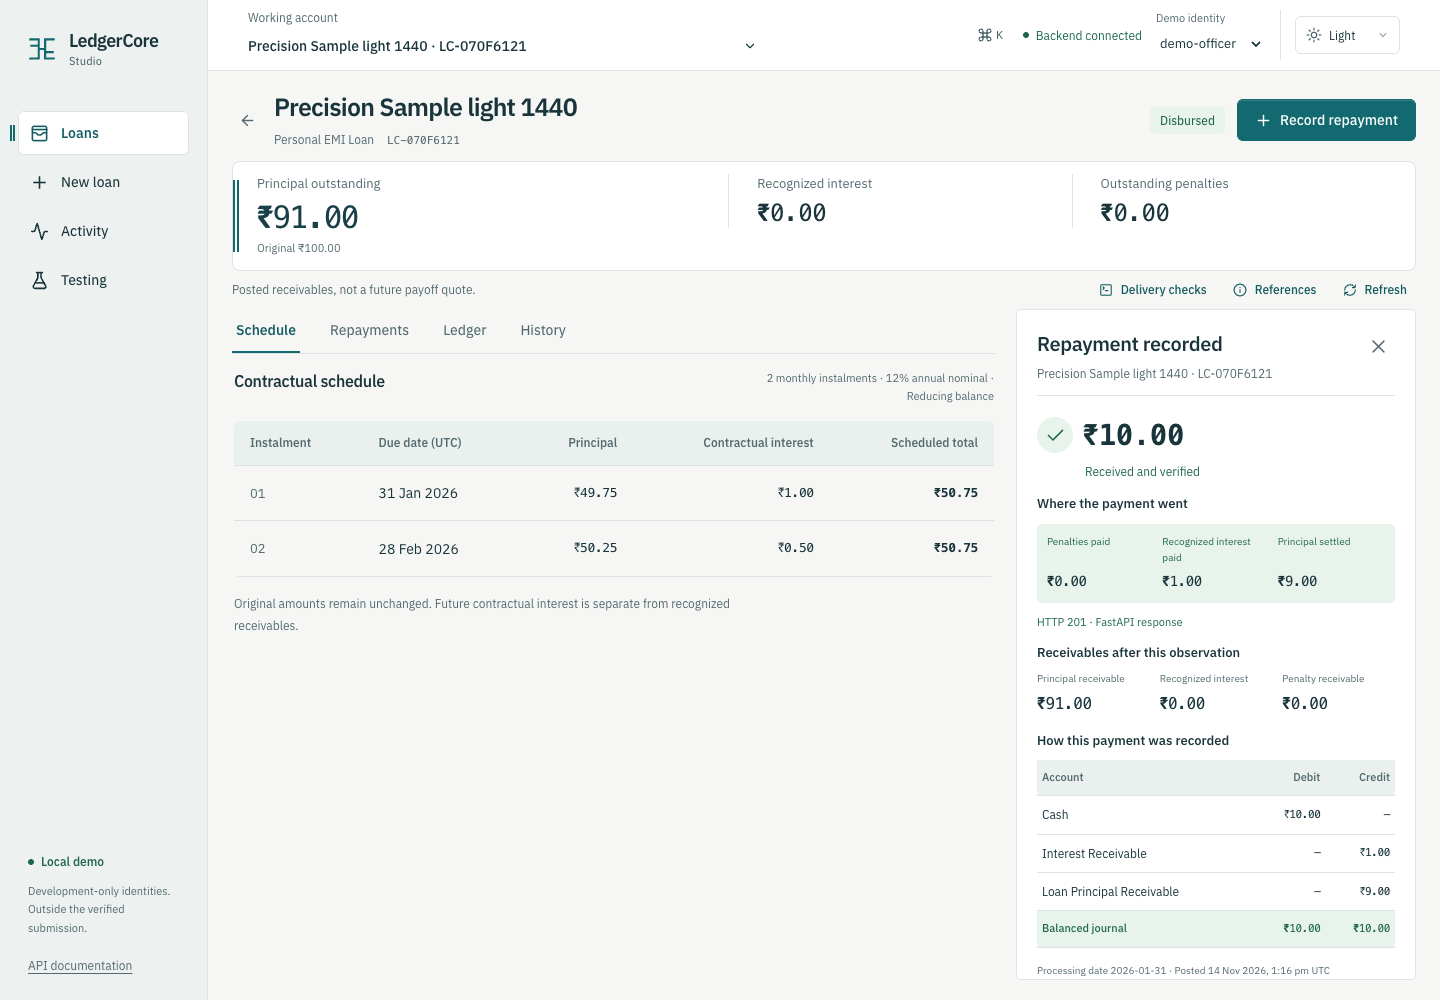 LedgerCore
Studio
Loans
New loan
Activity
Testing
Local demo
Development-only identities.
Outside the verified
submission.
API documentation
Working account
Precision Sample light 1440 · LC-070F6121
⌘ K
Backend connected
Demo identity
demo-officer
Light
Precision Sample light 1440
Personal EMI Loan LC-070F6121
Disbursed
Record repayment
Principal outstanding
₹91.00
Original ₹100.00
Recognized interest
₹0.00
Outstanding penalties
₹0.00
Posted receivables, not a future payoff quote.
Delivery checks
References
Refresh
Schedule Repayments Ledger History
Contractual schedule
2 monthly instalments · 12% annual nominal ·
Reducing balance
Instalment Due date (UTC) Principal Contractual interest Scheduled total
01 31 Jan 2026 ₹49.75 ₹1.00 ₹50.75
02 28 Feb 2026 ₹50.25 ₹0.50 ₹50.75
Original amounts remain unchanged. Future contractual interest is separate from recognized
receivables.
Repayment recorded
Precision Sample light 1440 · LC-070F6121
₹10.00
Received and verified
Where the payment went
Penalties paid
₹0.00
Recognized interest
paid
₹1.00
Principal settled
₹9.00
HTTP 201 · FastAPI response
Receivables after this observation
Principal receivable Recognized interest Penalty receivable
₹91.00 ₹0.00 ₹0.00
How this payment was recorded
Account Debit Credit
Cash ₹10.00 —
Interest Receivable — ₹1.00
Loan Principal Receivable — ₹9.00
Balanced journal ₹10.00 ₹10.00
Processing date 2026-01-31 · Posted 14 Nov 2026, 1:16 pm UTC